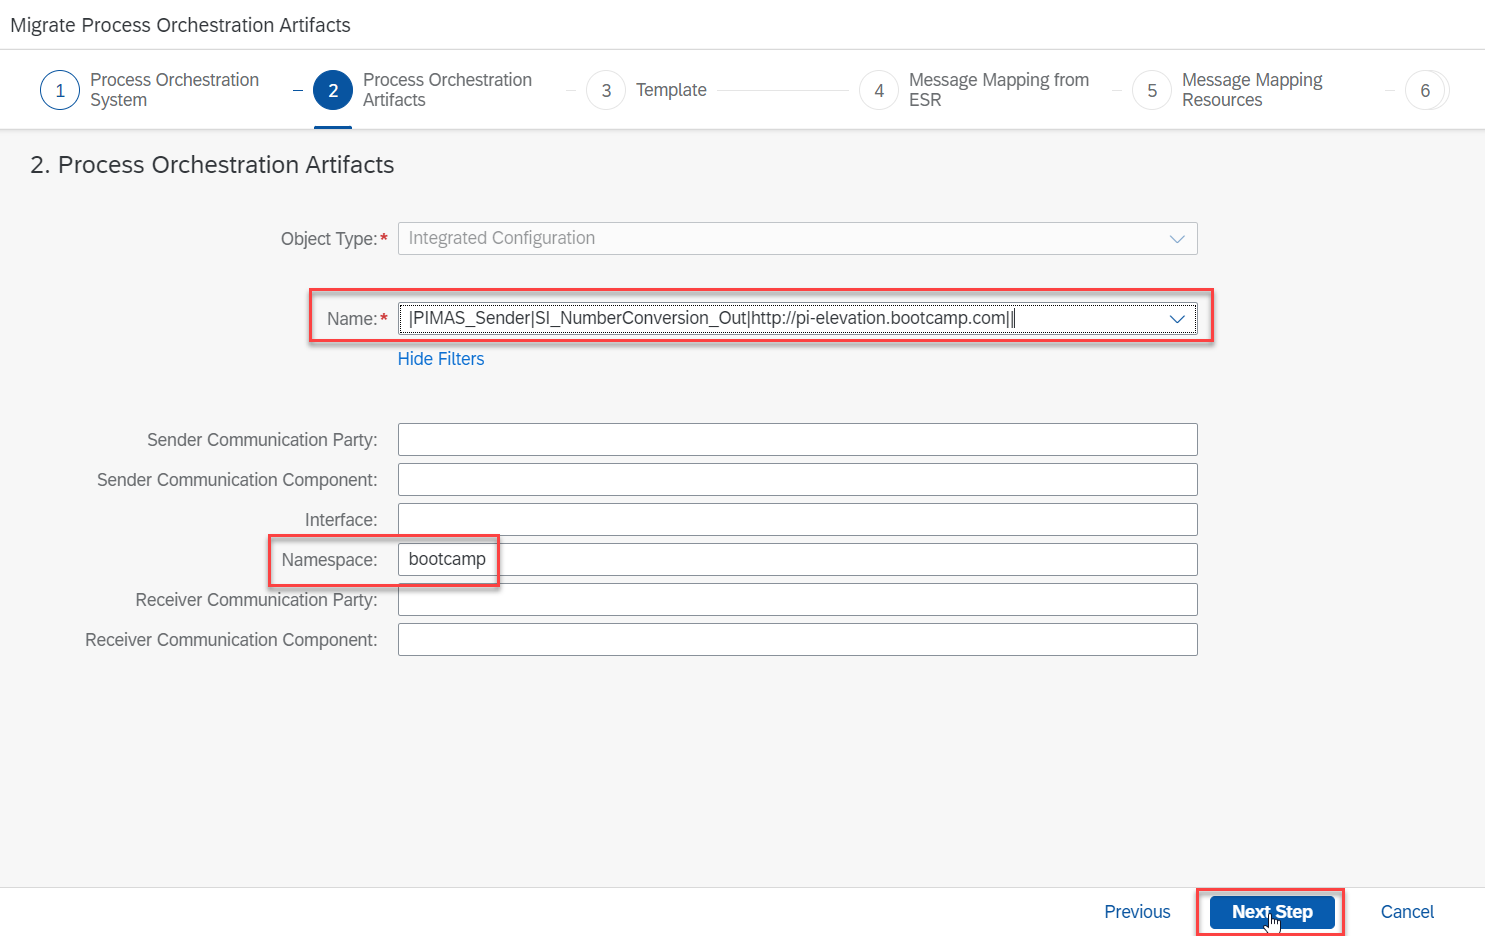 Migrate Process Orchestration Artifacts
1 Process Orchestration System
2 Process Orchestration Artifacts
3 Template
4 Message Mapping from ESR
5 Message Mapping Resources
6
2. Process Orchestration Artifacts
Object Type:* Integrated Configuration
Name:* |PIMAS_Sender|SI_NumberConversion_Out|http://pi-elevation.bootcamp.com||
Hide Filters
Sender Communication Party:
Sender Communication Component:
Interface:
Namespace: bootcamp
Receiver Communication Party:
Receiver Communication Component:
Previous Next Step Cancel